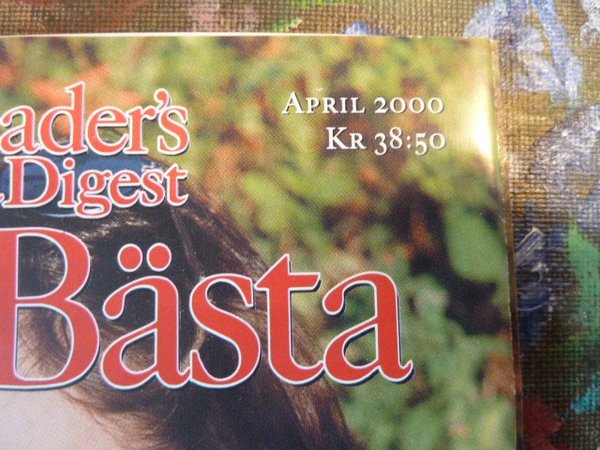 ader's
Digest
Bästa
APRIL 2000
KR 38:50